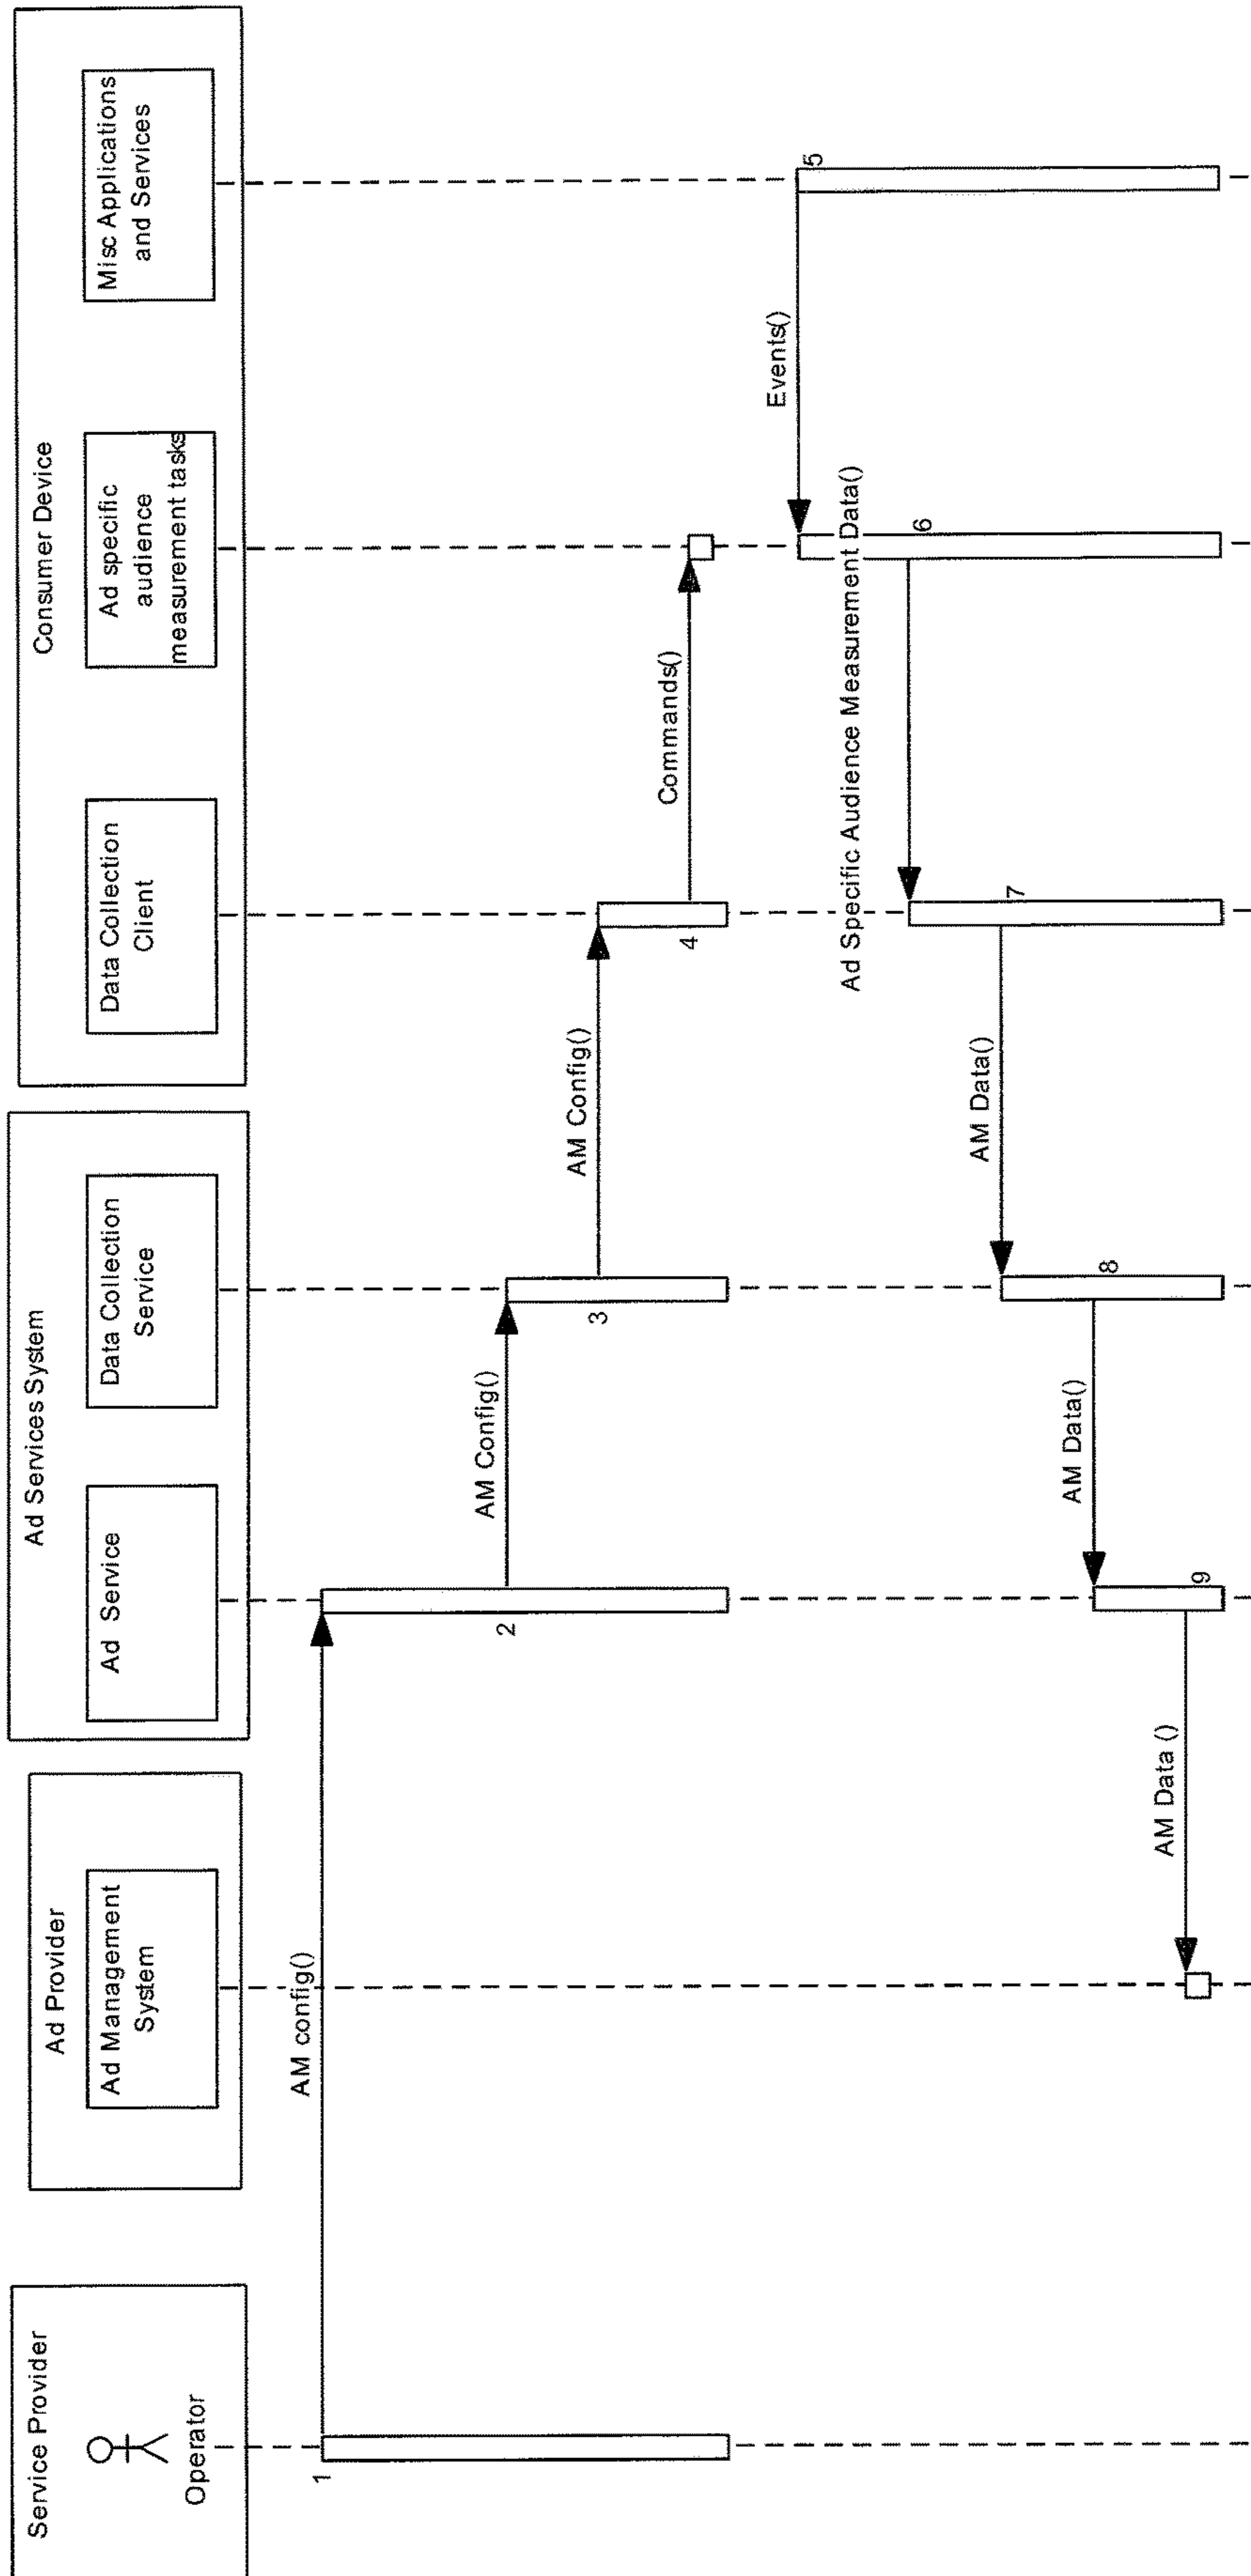 Service Provider
Operator
Ad Provider
Ad Management
System
Ad Services System
Ad Service
Data Collection
Service
Consumer Device
Data Collection
Client
Ad specific
audience
measurement tasks
Misc Applications
and Services
1
AM config()
2
AM Config()
3
AM Config()
4
Commands()
Events()
5
Ad Specific Audience Measurement Data()
6
AM Data()
7
AM Data()
8
AM Data ()
9